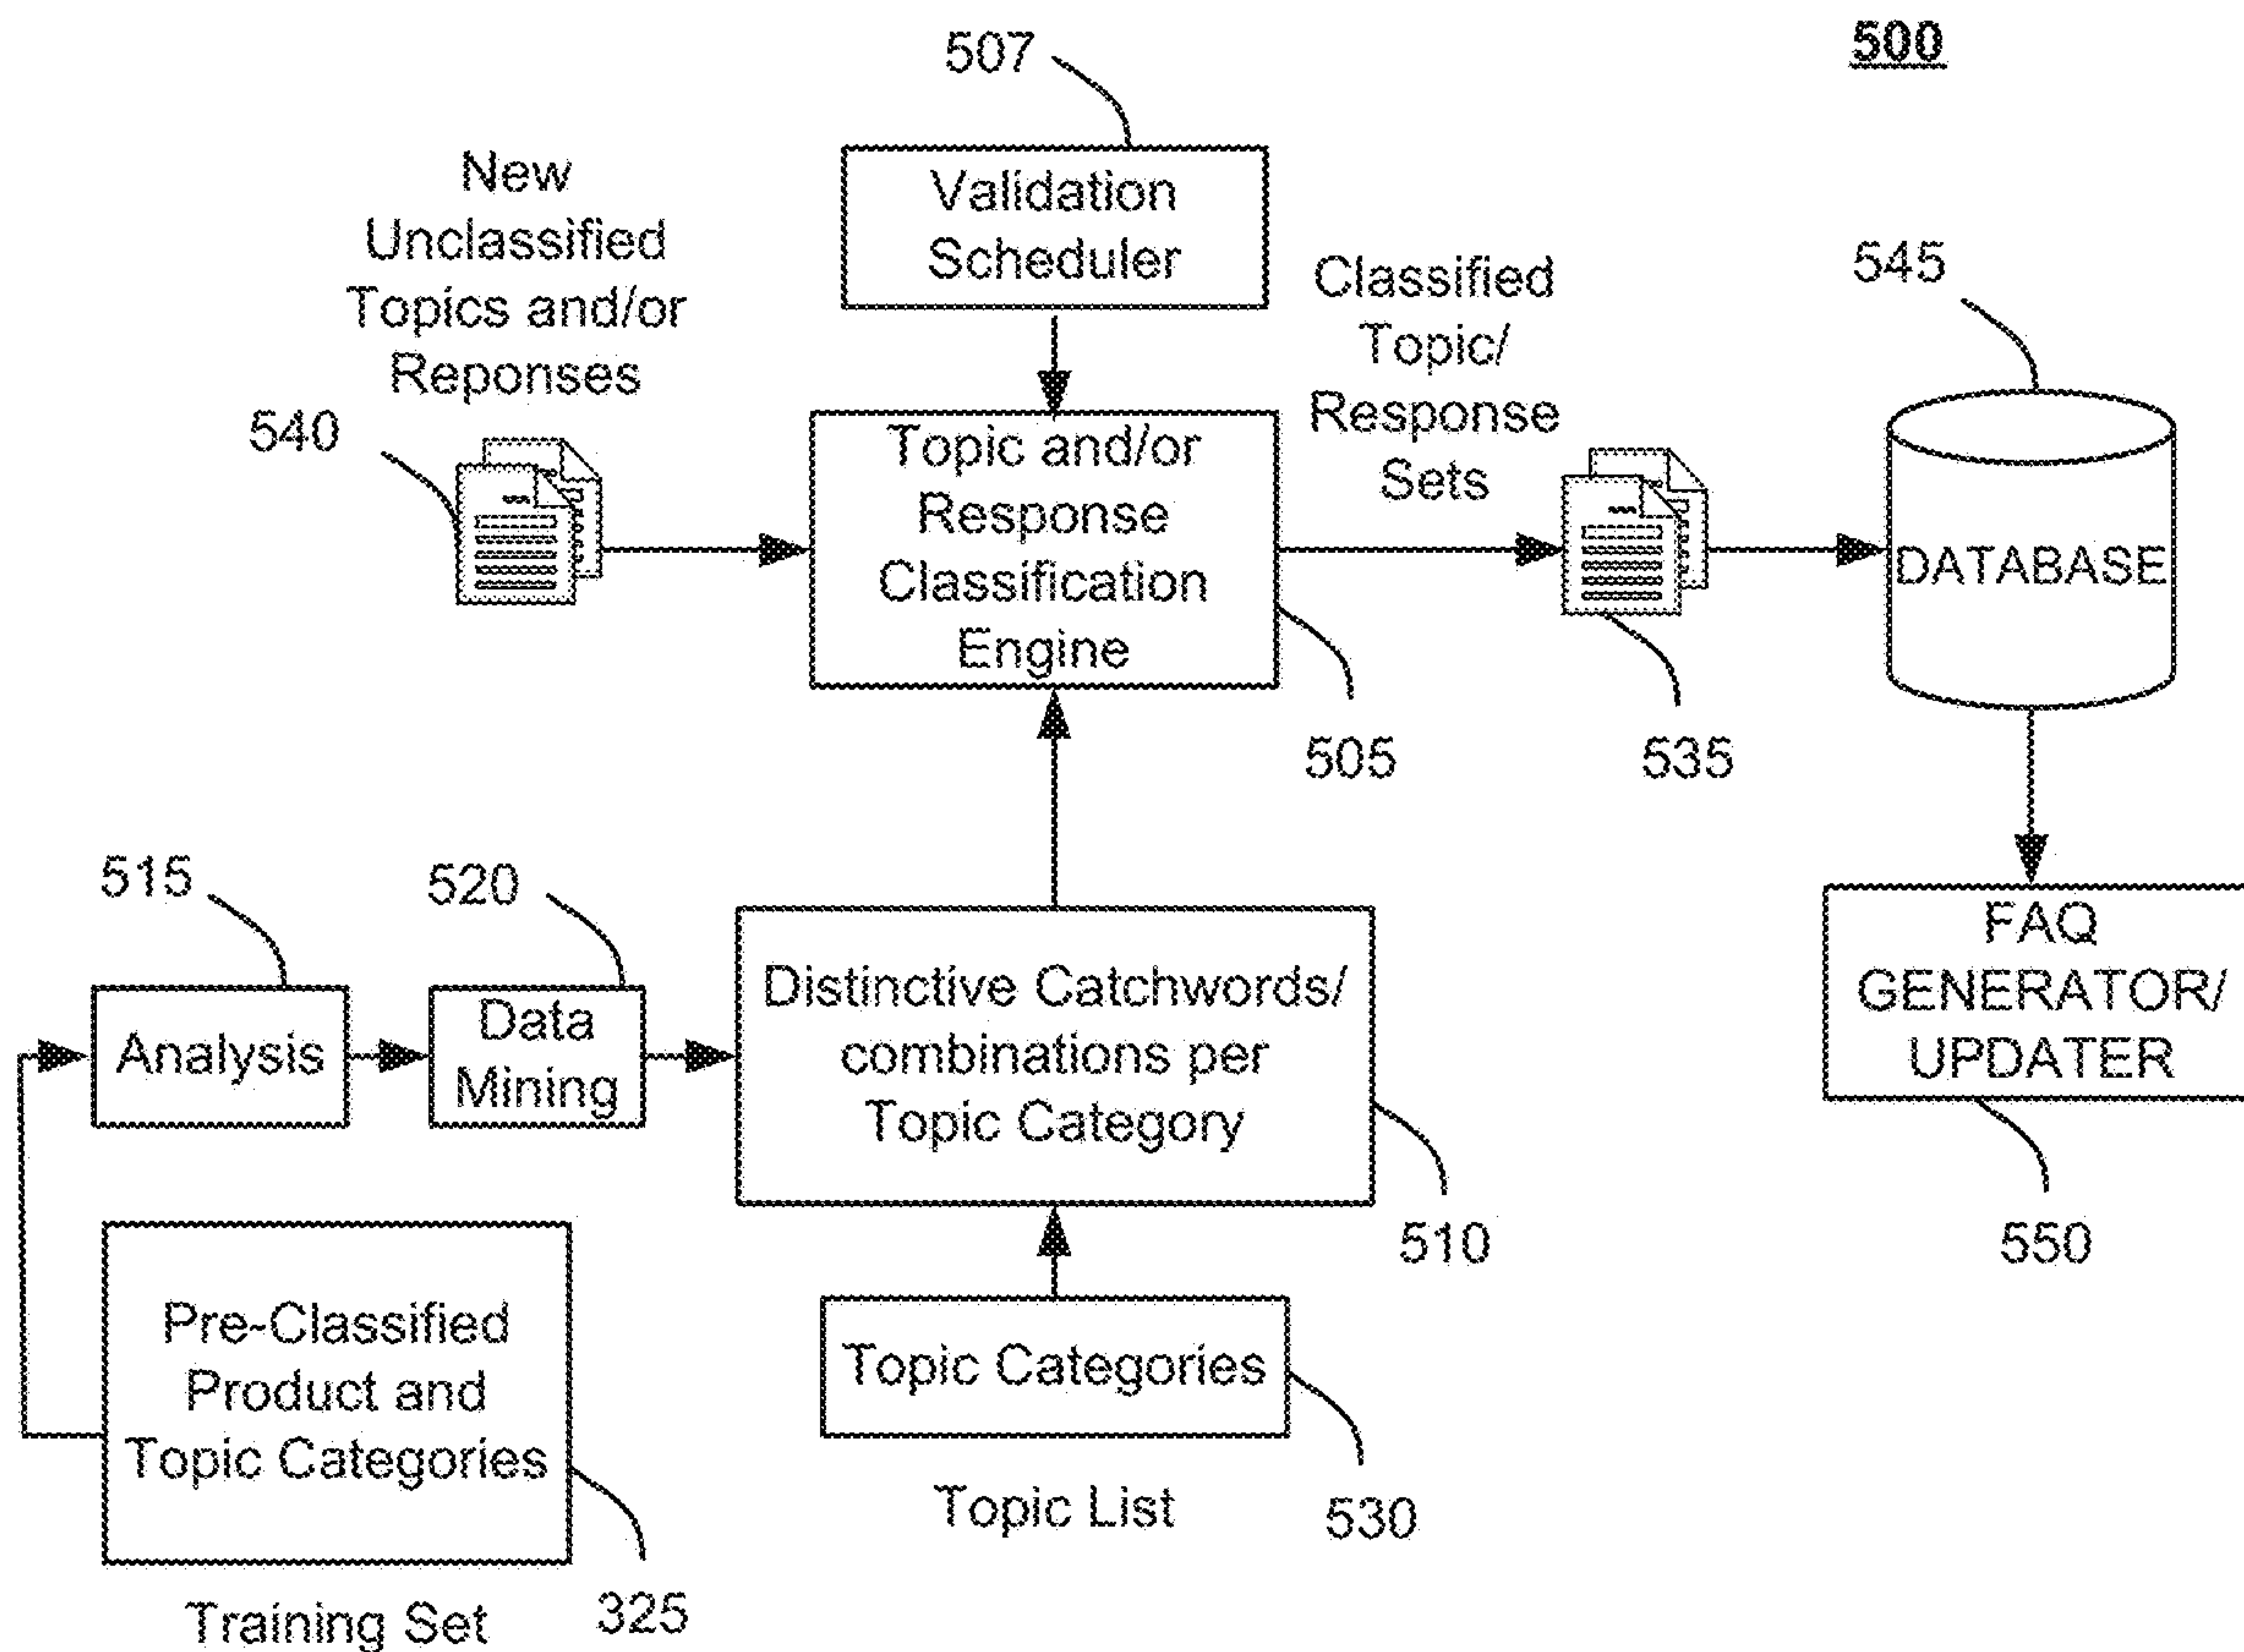 500
507
Validation
Scheduler
New
Unclassified
Topics and/or
Reponses
540
Topic and/or
Response
Classification
Engine
505
Classified
Topic/
Response
Sets
535
545
DATABASE
515
Analysis
520
Data
Mining
Distinctive Catchwords/
combinations per
Topic Category
510
FAQ
GENERATOR/
UPDATER
550
Pre-Classified
Product and
Topic Categories
325
Training Set
Topic Categories
530
Topic List